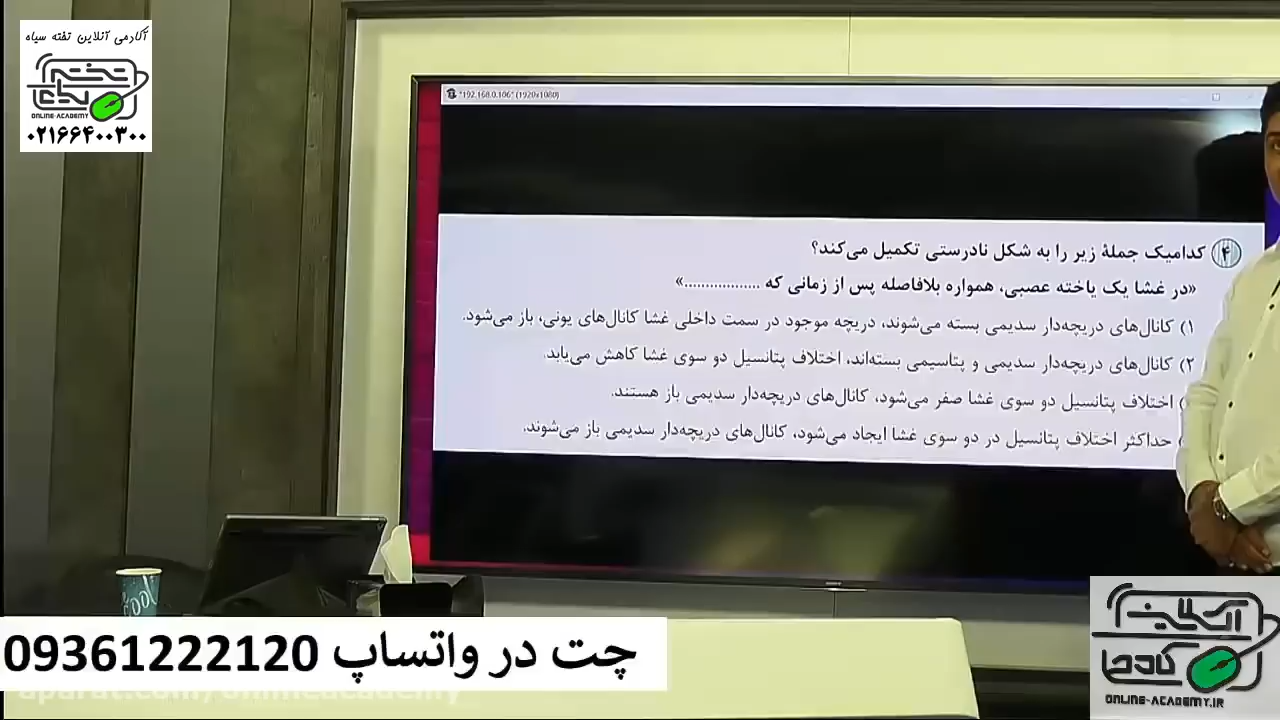 آکادمی آنلاین تخته سیاه
تخته سیاه
ONLINE-ACADEMY
۰۲۱۶۶۴۰۰۳۰۰
"192.168.0.106" (1920x1080)
۴ کدامیک جملهٔ زیر را به شکل نادرستی تکمیل می‌کند؟
«در غشا یک یاخته عصبی، همواره بلافاصله پس از زمانی که ..................»
۱) کانال‌های دریچه‌دار سدیمی بسته می‌شوند، دریچه موجود در سمت داخلی غشا کانال‌های یونی، باز می‌شود.
۲) کانال‌های دریچه‌دار سدیمی و پتاسیمی بسته‌اند، اختلاف پتانسیل دو سوی غشا کاهش می‌یابد.
) اختلاف پتانسیل دو سوی غشا صفر می‌شود، کانال‌های دریچه‌دار سدیمی باز هستند.
) حداکثر اختلاف پتانسیل در دو سوی غشا ایجاد می‌شود، کانال‌های دریچه‌دار سدیمی باز می‌شوند.
چت در واتساپ 09361222120
aparat.com/onlineacademy
آنلاین
آکادمی
ONLINE-ACADEMY.IR